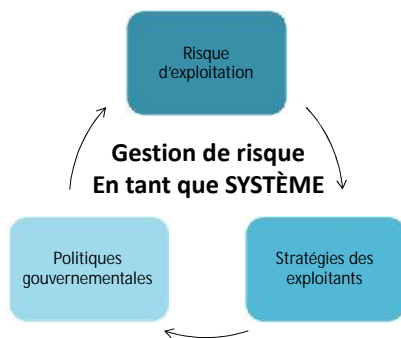 Risque
d'exploitation
Gestion de risque
En tant que SYSTÈME
Politiques
gouvernementales
Stratégies des
exploitants